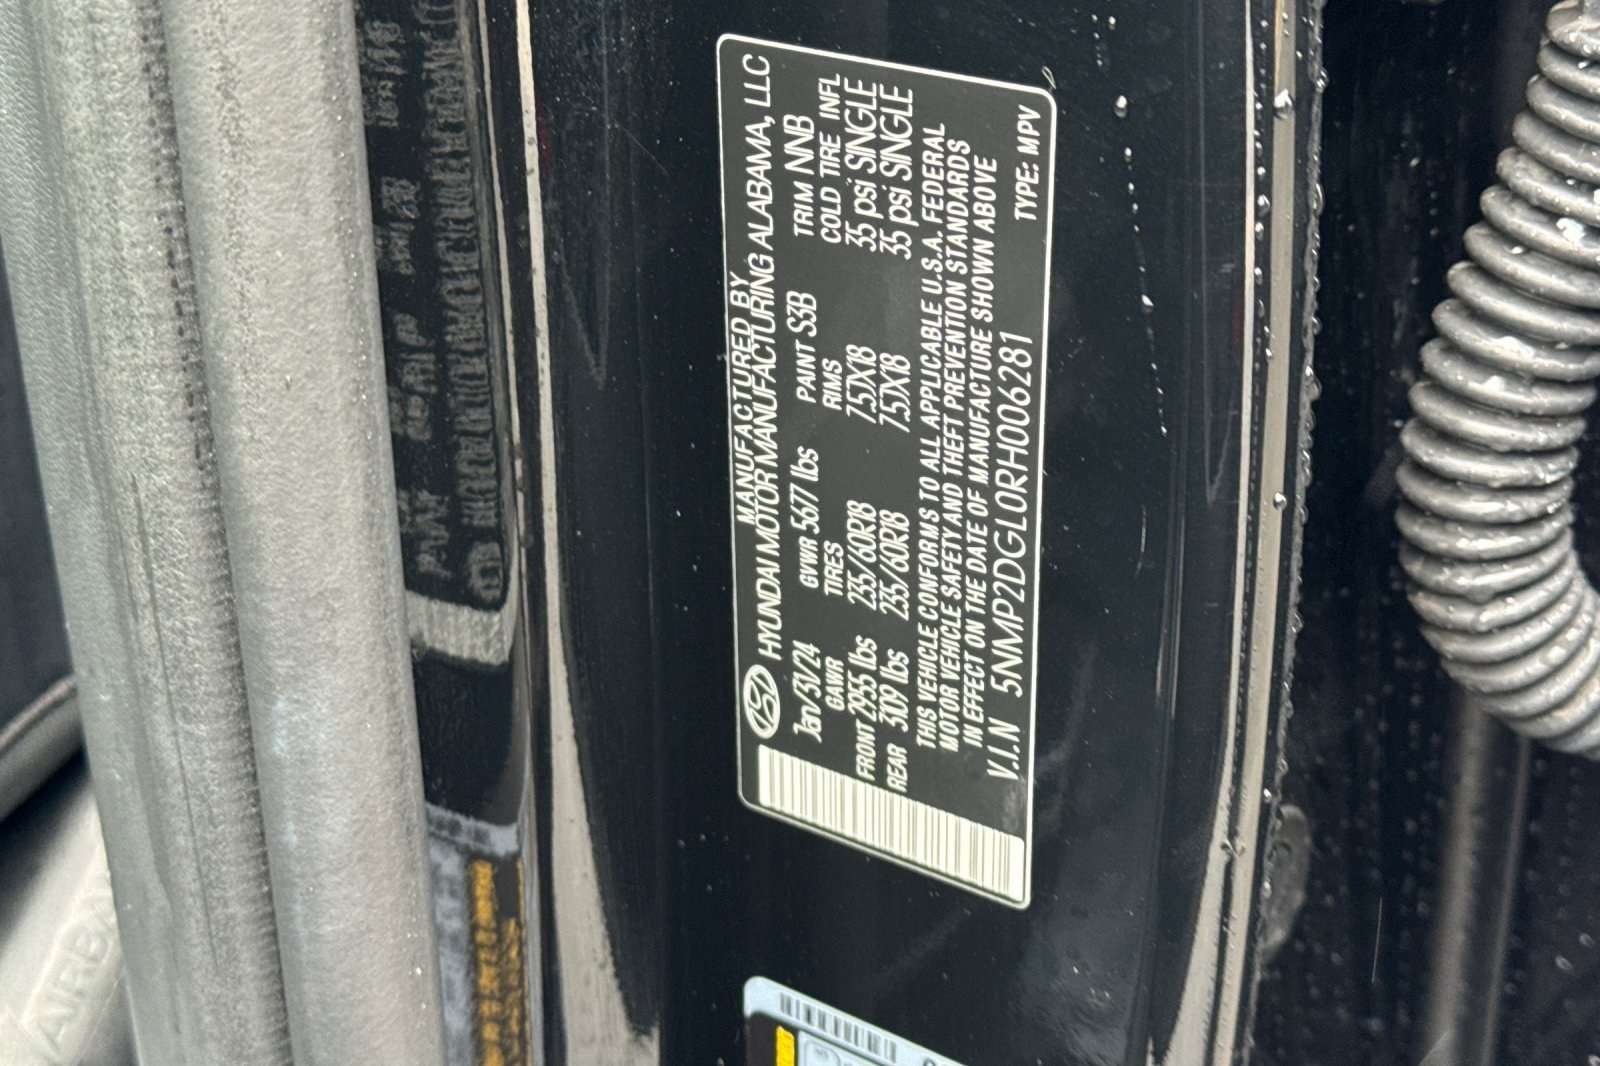 MANUFACTURED BY
HYUNDAI MOTOR MANUFACTURING ALABAMA, LLC
Jan/31/24 GVWR 5677 lbs PAINT S3B TRIM NNB
GAWR TIRES RIMS COLD TIRE INFL
FRONT 2955 lbs 235/60R18 7.5JX18 35 psi SINGLE
REAR 3109 lbs 235/60R18 7.5JX18 35 psi SINGLE
THIS VEHICLE CONFORMS TO ALL APPLICABLE U.S.A. FEDERAL
MOTOR VEHICLE SAFETY AND THEFT PREVENTION STANDARDS
IN EFFECT ON THE DATE OF MANUFACTURE SHOWN ABOVE
V.I.N 5NMP2DGL0RH006281 TYPE: MPV
AIRBAG